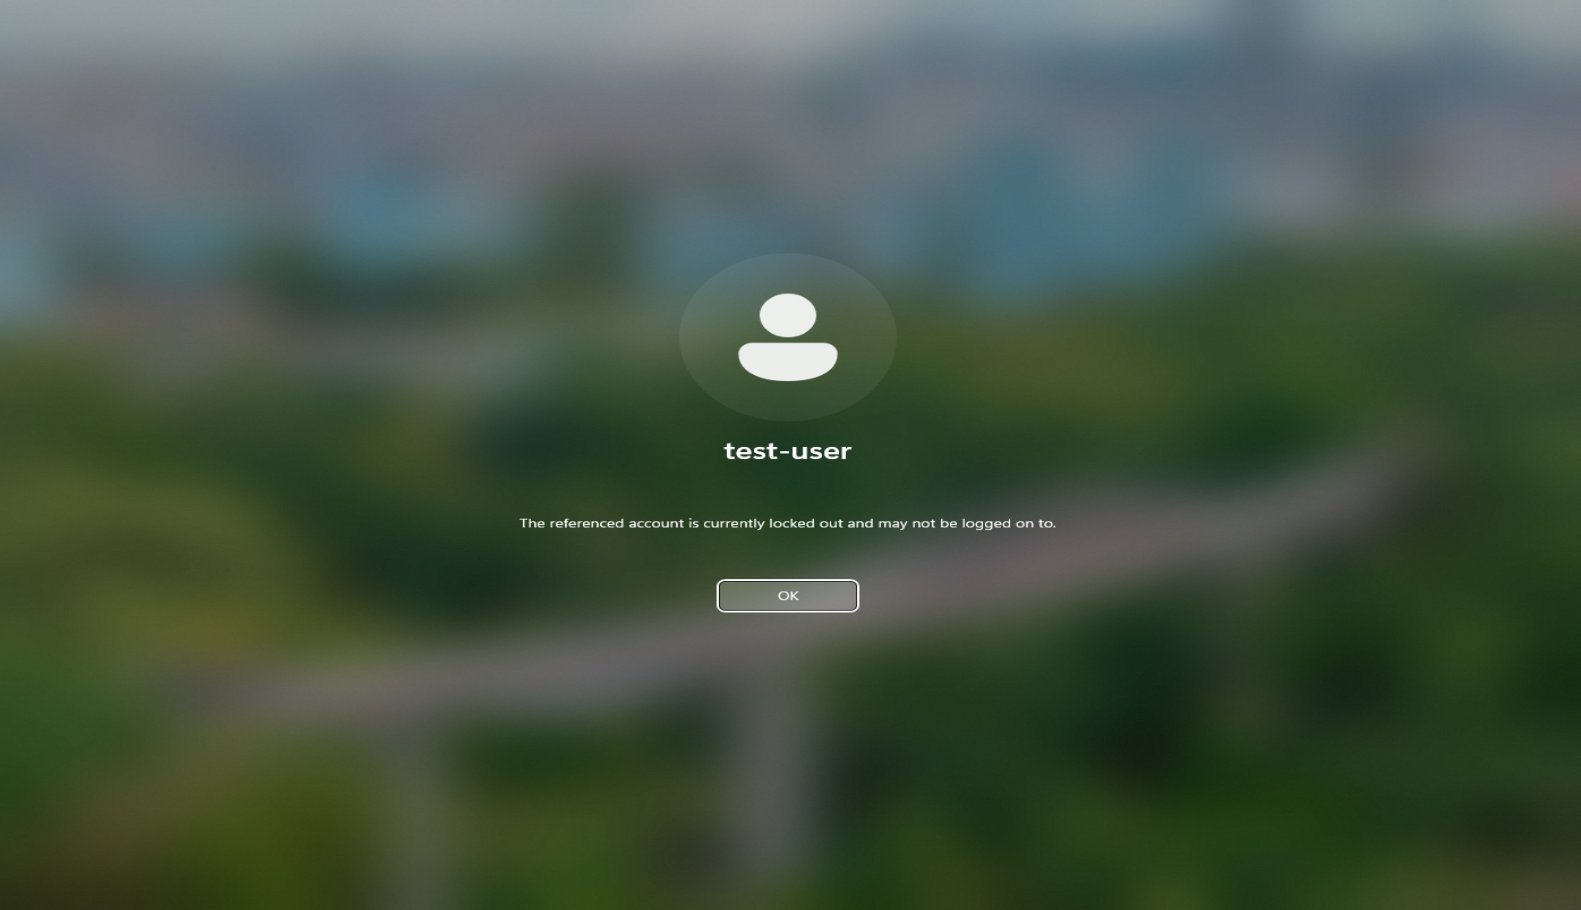 test-user
The referenced account is currently locked out and may not be logged on to.
OK